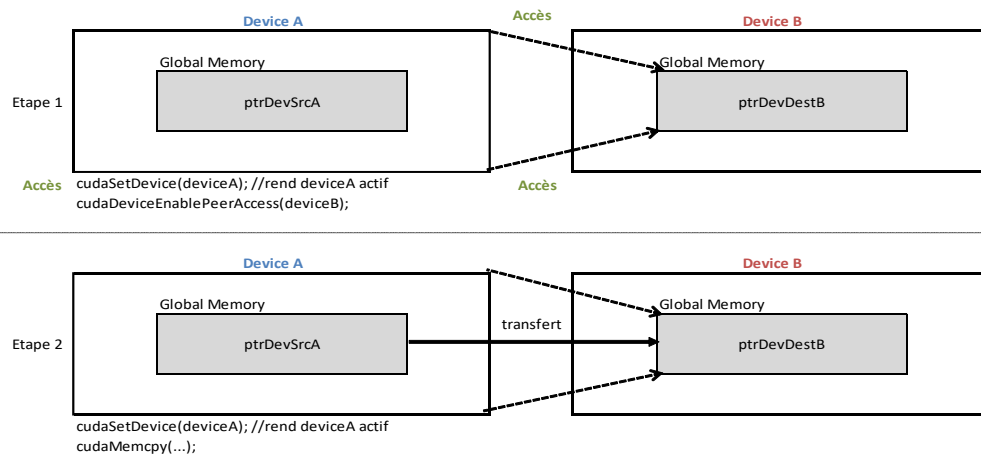 Accès
Device A
Device B
Global Memory
Global Memory
Etape 1
ptrDevSrcA
ptrDevDestB
Accès
cudaSetDevice(deviceA); //rend deviceA actif
Accès
cudaDeviceEnablePeerAccess(deviceB);
Device A
Device B
Global Memory
Global Memory
transfert
Etape 2
ptrDevSrcA
ptrDevDestB
cudaSetDevice(deviceA); //rend deviceA actif
cudaMemcpy(...);